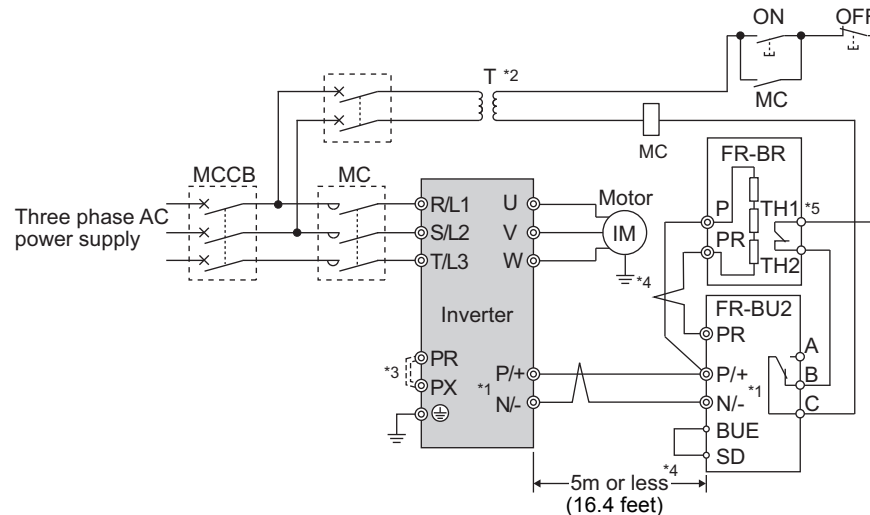 ON
OFF
T *2
MC
MC
FR-BR
MCCB
MC
Three phase AC
power supply
R/L1
S/L2
T/L3
U
V
W
Motor
IM
*4
P
PR
TH1 *5
TH2
Inverter
FR-BU2
PR
A
B
C
*3
PR
PX
*1
P/+
N/-
P/+
*1
N/-
BUE
SD
5m or less *4
(16.4 feet)